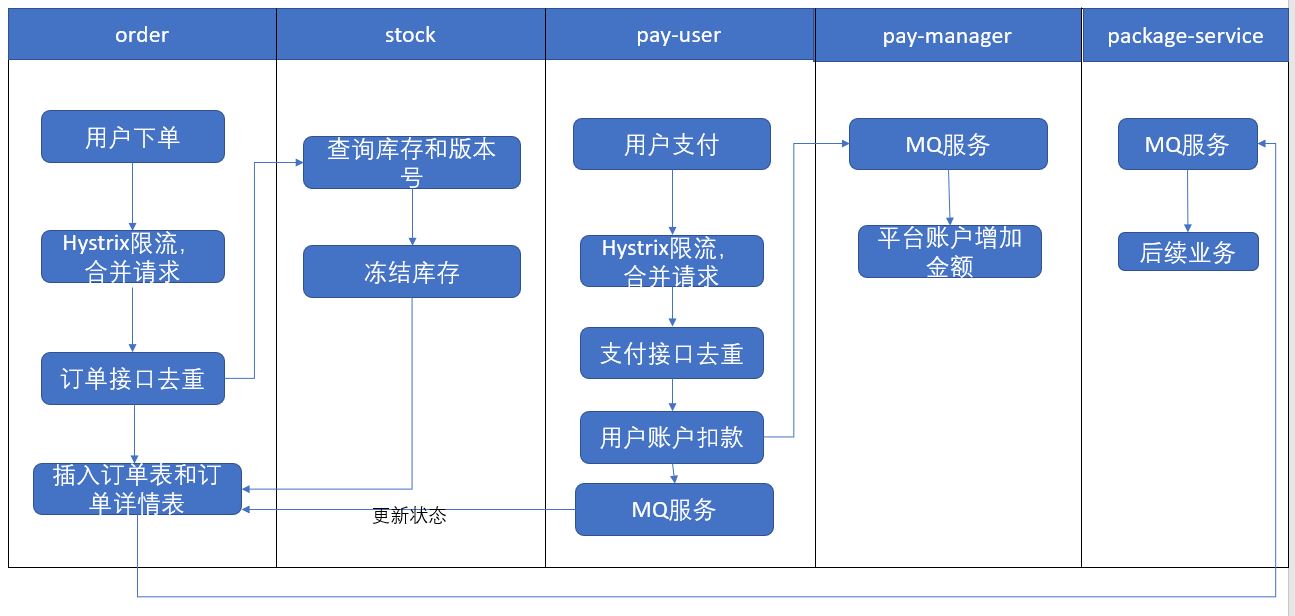 order
stock
pay-user
pay-manager
package-service
用户下单
Hystrix限流，
合并请求
订单接口去重
插入订单表和订
单详情表
查询库存和版本
号
冻结库存
更新状态
用户支付
Hystrix限流，
合并请求
支付接口去重
用户账户扣款
MQ服务
MQ服务
平台账户增加
金额
MQ服务
后续业务